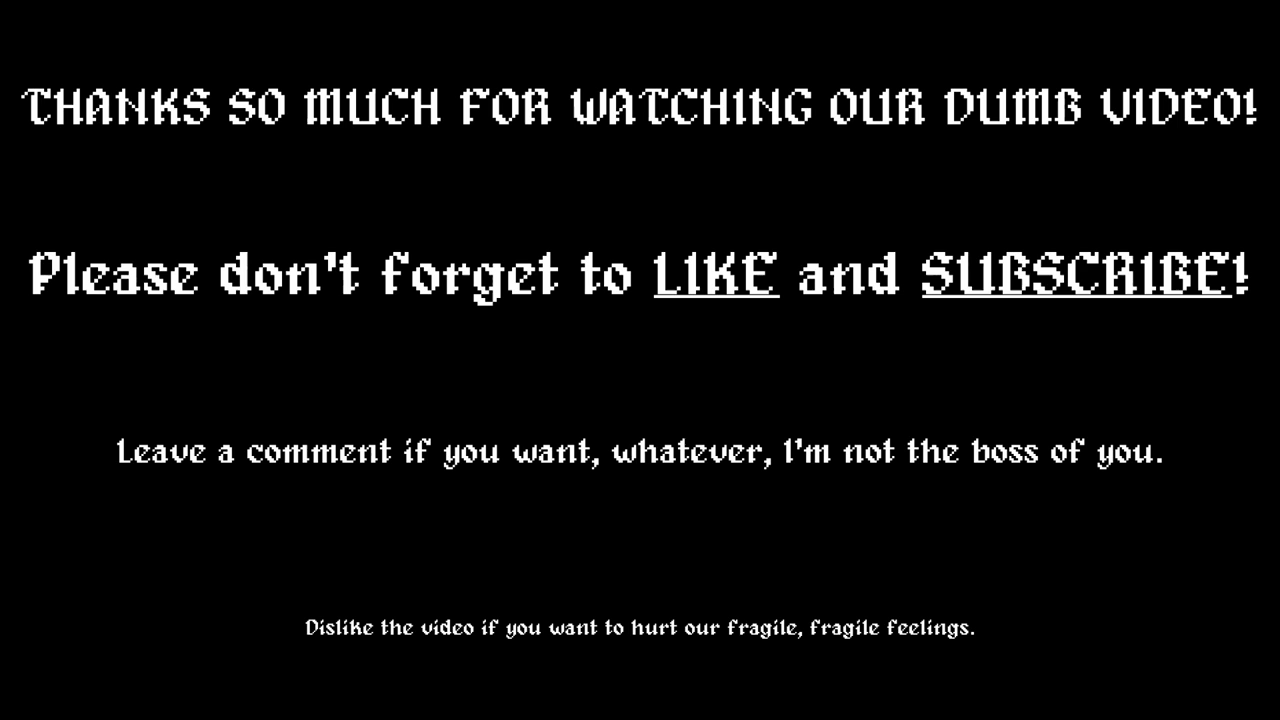 THANKS SO MUCH FOR WATCHING OUR DUMB VIDEO!
Please don't forget to LIKE and SUBSCRIBE!
Leave a comment if you want, whatever, I'm not the boss of you.
Dislike the video if you want to hurt our fragile, fragile feelings.